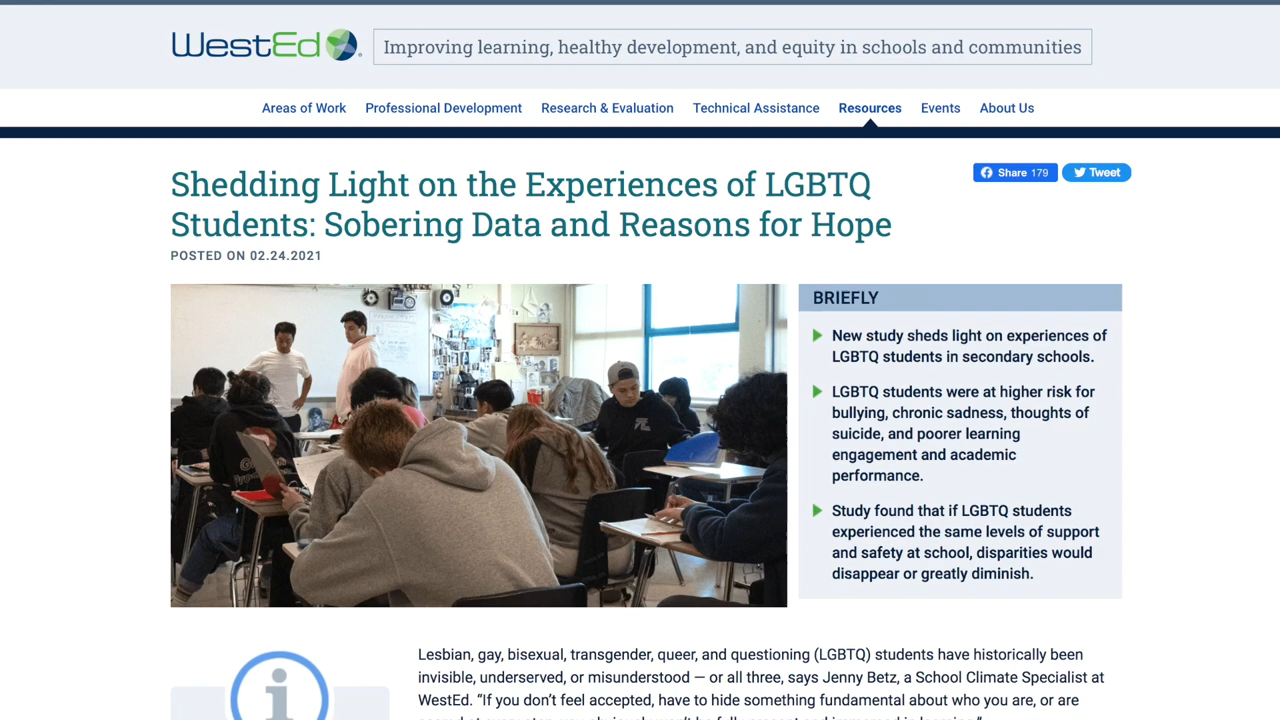 WestEd
Improving learning, healthy development, and equity in schools and communities
Areas of Work Professional Development Research & Evaluation Technical Assistance Resources Events About Us
Shedding Light on the Experiences of LGBTQ
Students: Sobering Data and Reasons for Hope
Share 179 Tweet
POSTED ON 02.24.2021
BRIEFLY
New study sheds light on experiences of
LGBTQ students in secondary schools.
LGBTQ students were at higher risk for
bullying, chronic sadness, thoughts of
suicide, and poorer learning
engagement and academic
performance.
Study found that if LGBTQ students
experienced the same levels of support
and safety at school, disparities would
disappear or greatly diminish.
Lesbian, gay, bisexual, transgender, queer, and questioning (LGBTQ) students have historically been
invisible, underserved, or misunderstood — or all three, says Jenny Betz, a School Climate Specialist at
WestEd. “If you don’t feel accepted, have to hide something fundamental about who you are, or are